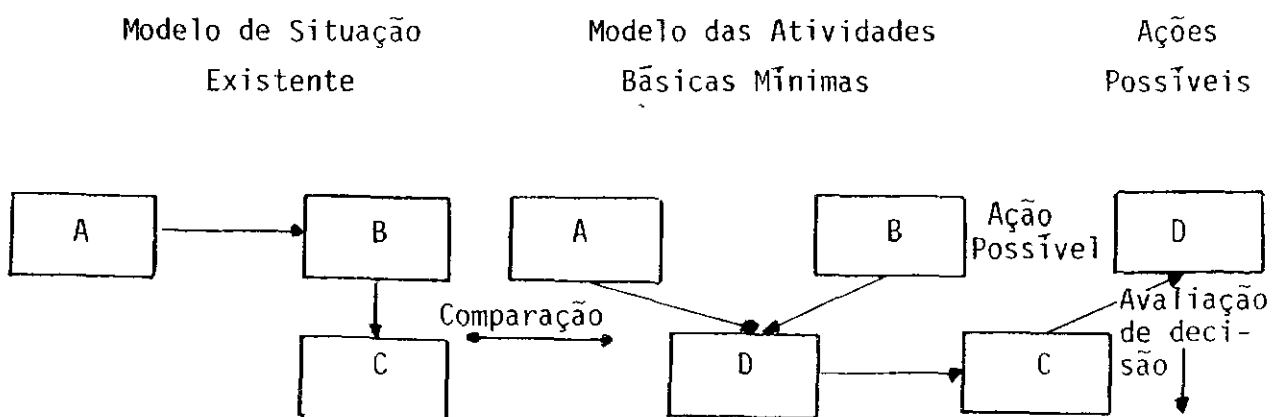 Modelo de Situação
Existente
Modelo das Atividades
Básicas Mínimas
Ações
Possíveis
A
B
C
Comparação
A
B
D
C
Ação
Possível
D
Avaliação
de deci-
são